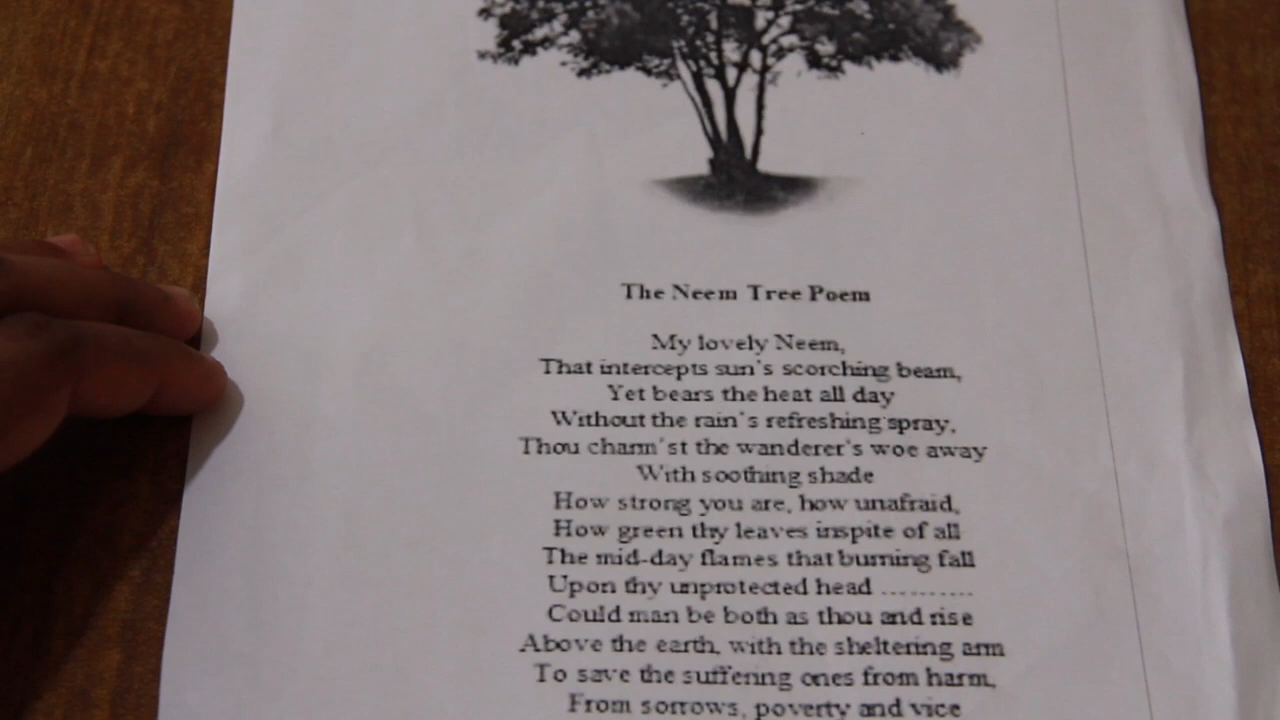 The Neem Tree Poem
My lovely Neem,
That intercepts sun's scorching beam,
Yet bears the heat all day
Without the rain's refreshing spray,
Thou charm'st the wanderer's woe away
With soothing shade
How strong you are, how unafraid,
How green thy leaves inspite of all
The mid-day flames that burning fall
Upon thy unprotected head ..........
Could man be both as thou and rise
Above the earth, with the sheltering arm
To save the suffering ones from harm,
From sorrows, poverty and vice